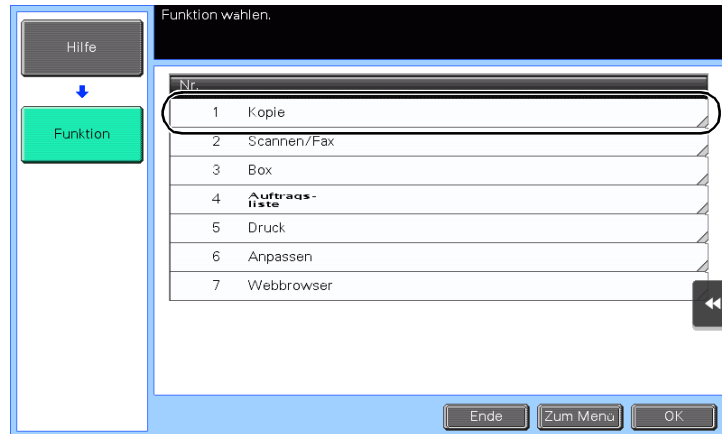 Funktion wählen.
Hilfe
Funktion
Nr.
1 Kopie
2 Scannen/Fax
3 Box
4 Auftrags-
liste
5 Druck
6 Anpassen
7 Webbrowser
Ende Zum Menü OK